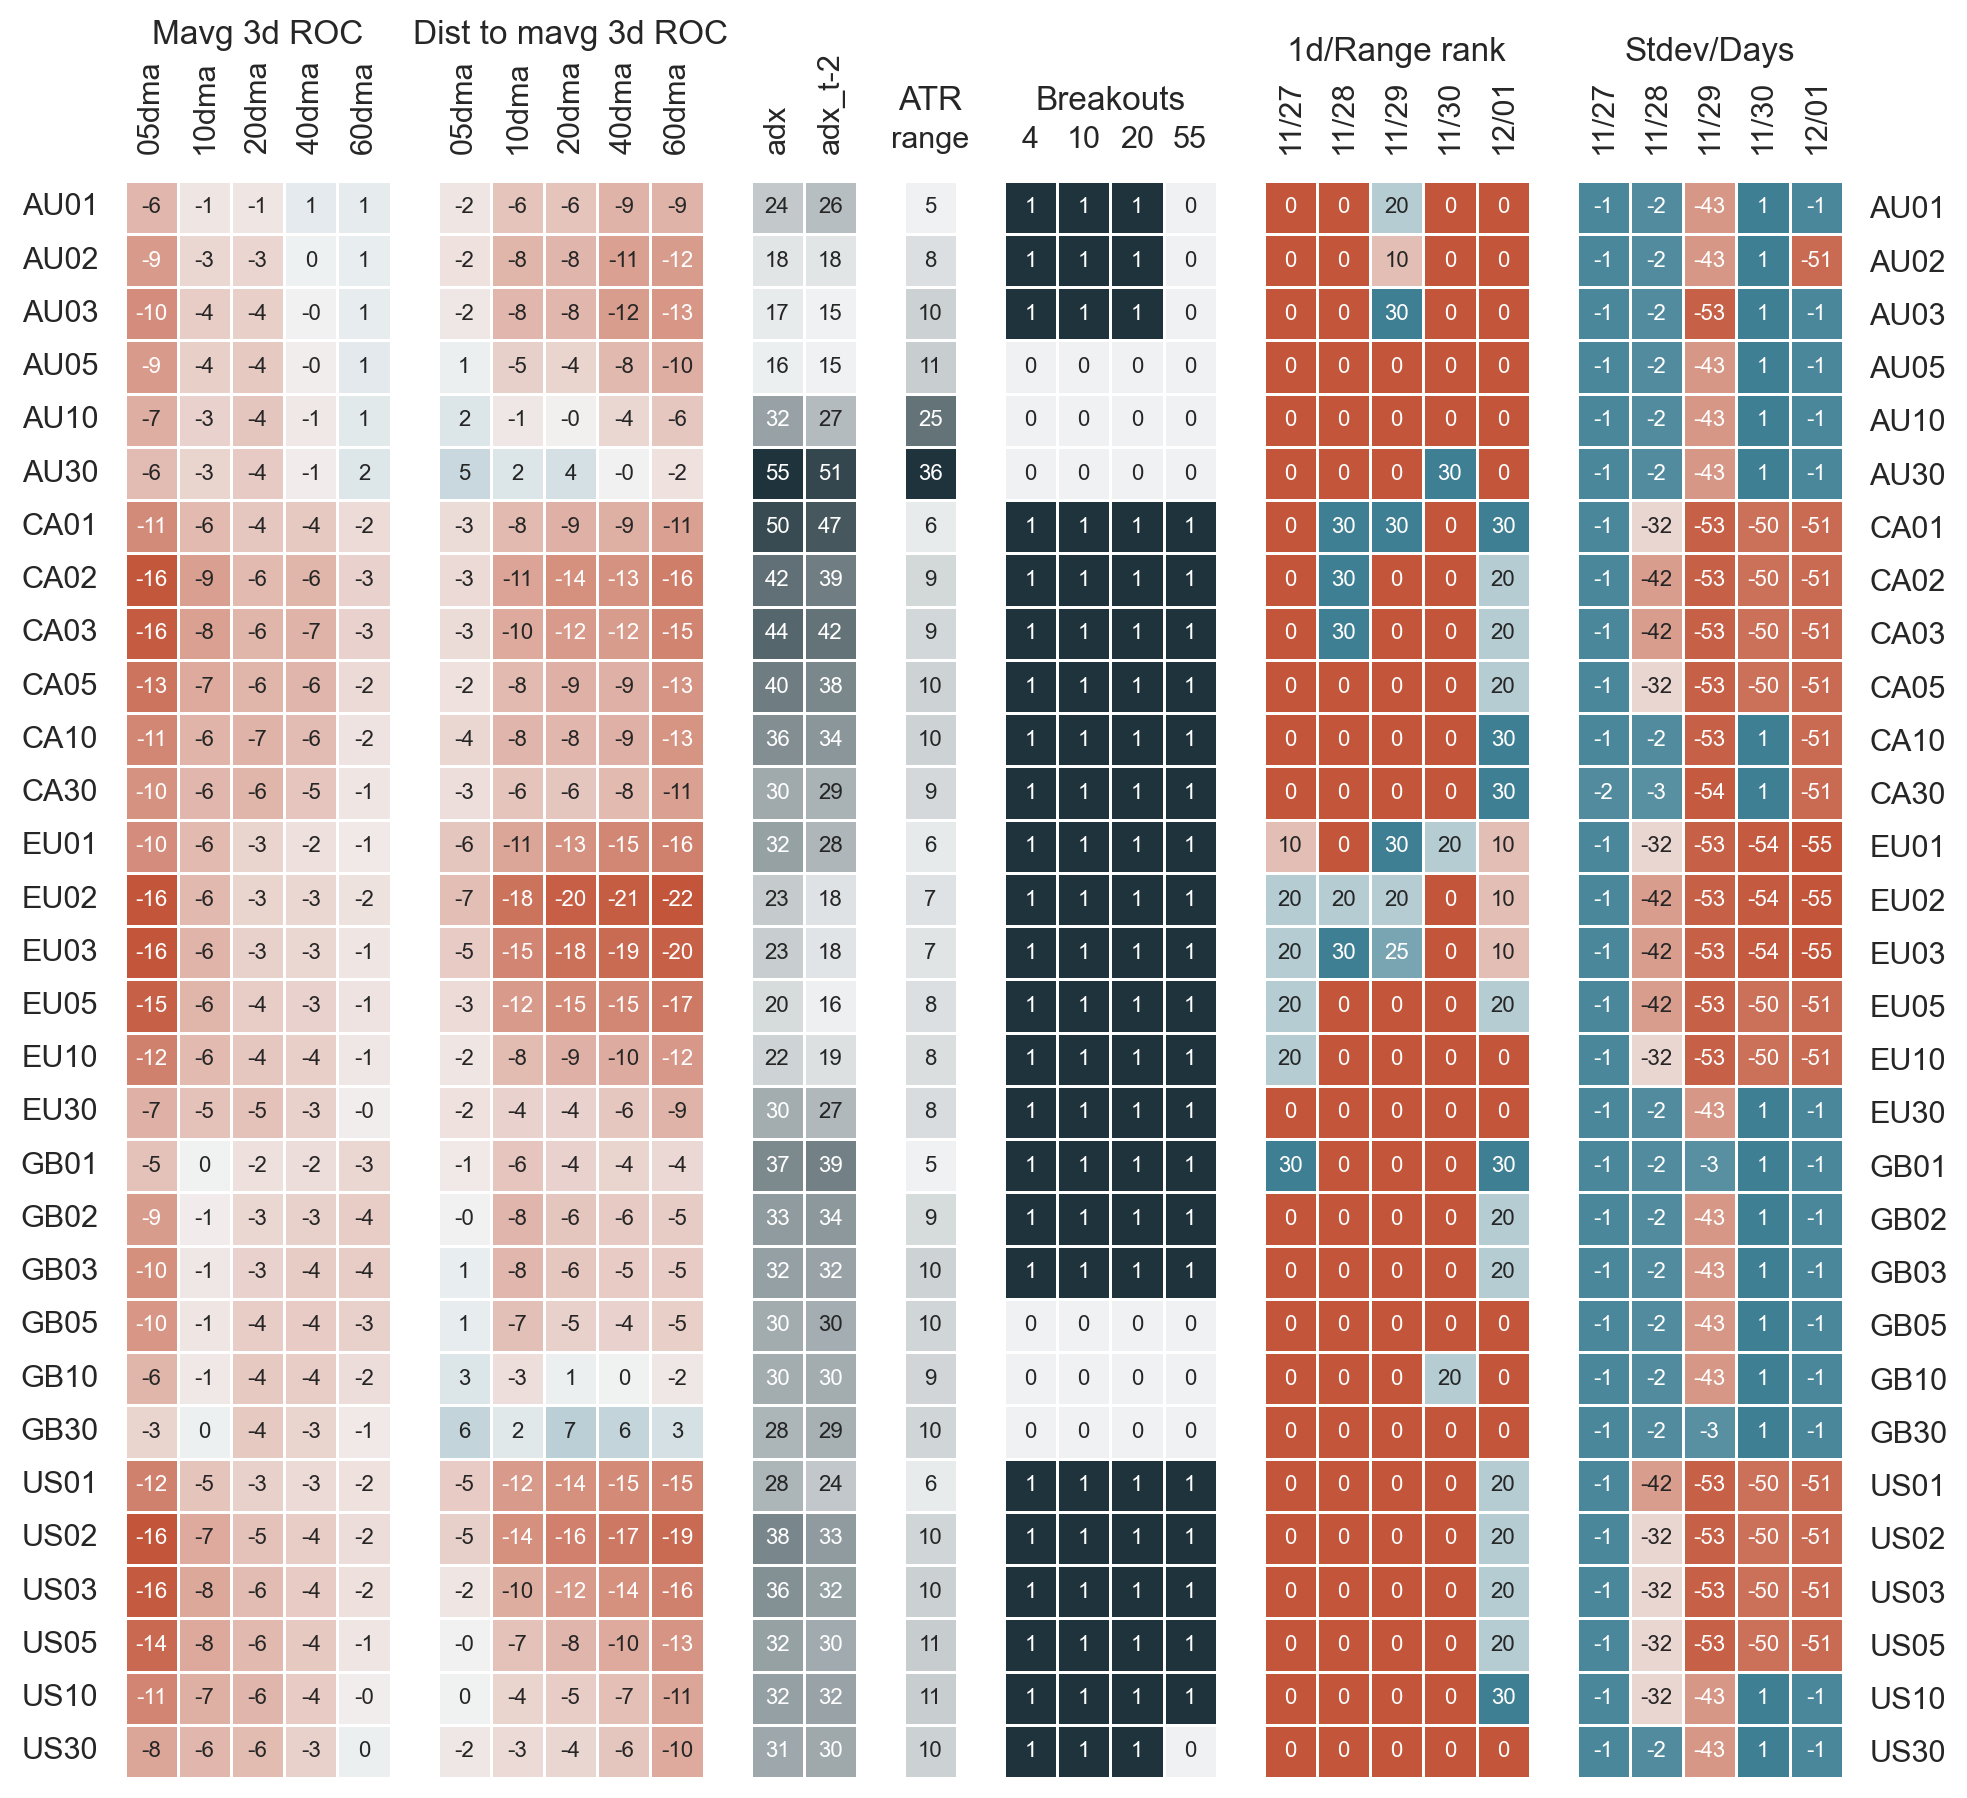 Mavg 3d ROC Dist to mavg 3d ROC 1d/Range rank Stdev/Days
ATR Breakouts
05dma 10dma 20dma 40dma 60dma 05dma 10dma 20dma 40dma 60dma adx adx_t-2 range 4 10 20 55 11/27 11/28 11/29 11/30 12/01 11/27 11/28 11/29 11/30 12/01
AU01 -6 -1 -1 1 1 -2 -6 -6 -9 -9 24 26 5 1 1 1 0 0 0 20 0 0 -1 -2 -43 1 -1 AU01
AU02 -9 -3 -3 0 1 -2 -8 -8 -11 -12 18 18 8 1 1 1 0 0 0 10 0 0 -1 -2 -43 1 -51 AU02
AU03 -10 -4 -4 -0 1 -2 -8 -8 -12 -13 17 15 10 1 1 1 0 0 0 30 0 0 -1 -2 -53 1 -1 AU03
AU05 -9 -4 -4 -0 1 1 -5 -4 -8 -10 16 15 11 0 0 0 0 0 0 0 0 0 -1 -2 -43 1 -1 AU05
AU10 -7 -3 -4 -1 1 2 -1 -0 -4 -6 32 27 25 0 0 0 0 0 0 0 0 0 -1 -2 -43 1 -1 AU10
AU30 -6 -3 -4 -1 2 5 2 4 -0 -2 55 51 36 0 0 0 0 0 0 0 30 0 -1 -2 -43 1 -1 AU30
CA01 -11 -6 -4 -4 -2 -3 -8 -9 -9 -11 50 47 6 1 1 1 1 0 30 30 0 30 -1 -32 -53 -50 -51 CA01
CA02 -16 -9 -6 -6 -3 -3 -11 -14 -13 -16 42 39 9 1 1 1 1 0 30 0 0 20 -1 -42 -53 -50 -51 CA02
CA03 -16 -8 -6 -7 -3 -3 -10 -12 -12 -15 44 42 9 1 1 1 1 0 30 0 0 20 -1 -42 -53 -50 -51 CA03
CA05 -13 -7 -6 -6 -2 -2 -8 -9 -9 -13 40 38 10 1 1 1 1 0 0 0 0 20 -1 -32 -53 -50 -51 CA05
CA10 -11 -6 -7 -6 -2 -4 -8 -8 -9 -13 36 34 10 1 1 1 1 0 0 0 0 30 -1 -2 -53 1 -51 CA10
CA30 -10 -6 -6 -5 -1 -3 -6 -6 -8 -11 30 29 9 1 1 1 1 0 0 0 0 30 -2 -3 -54 1 -51 CA30
EU01 -10 -6 -3 -2 -1 -6 -11 -13 -15 -16 32 28 6 1 1 1 1 10 0 30 20 10 -1 -32 -53 -54 -55 EU01
EU02 -16 -6 -3 -3 -2 -7 -18 -20 -21 -22 23 18 7 1 1 1 1 20 20 20 0 10 -1 -42 -53 -54 -55 EU02
EU03 -16 -6 -3 -3 -1 -5 -15 -18 -19 -20 23 18 7 1 1 1 1 20 30 25 0 10 -1 -42 -53 -54 -55 EU03
EU05 -15 -6 -4 -3 -1 -3 -12 -15 -15 -17 20 16 8 1 1 1 1 20 0 0 0 20 -1 -42 -53 -50 -51 EU05
EU10 -12 -6 -4 -4 -1 -2 -8 -9 -10 -12 22 19 8 1 1 1 1 20 0 0 0 0 -1 -32 -53 -50 -51 EU10
EU30 -7 -5 -5 -3 -0 -2 -4 -4 -6 -9 30 27 8 1 1 1 1 0 0 0 0 0 -1 -2 -43 1 -1 EU30
GB01 -5 0 -2 -2 -3 -1 -6 -4 -4 -4 37 39 5 1 1 1 1 30 0 0 0 30 -1 -2 -3 1 -1 GB01
GB02 -9 -1 -3 -3 -4 -0 -8 -6 -6 -5 33 34 9 1 1 1 1 0 0 0 0 20 -1 -2 -43 1 -1 GB02
GB03 -10 -1 -3 -4 -4 1 -8 -6 -5 -5 32 32 10 1 1 1 1 0 0 0 0 20 -1 -2 -43 1 -1 GB03
GB05 -10 -1 -4 -4 -3 1 -7 -5 -4 -5 30 30 10 0 0 0 0 0 0 0 0 0 -1 -2 -43 1 -1 GB05
GB10 -6 -1 -4 -4 -2 3 -3 1 0 -2 30 30 9 0 0 0 0 0 0 0 20 0 -1 -2 -43 1 -1 GB10
GB30 -3 0 -4 -3 -1 6 2 7 6 3 28 29 10 0 0 0 0 0 0 0 0 0 -1 -2 -3 1 -1 GB30
US01 -12 -5 -3 -3 -2 -5 -12 -14 -15 -15 28 24 6 1 1 1 1 0 0 0 0 20 -1 -42 -53 -50 -51 US01
US02 -16 -7 -5 -4 -2 -5 -14 -16 -17 -19 38 33 10 1 1 1 1 0 0 0 0 20 -1 -32 -53 -50 -51 US02
US03 -16 -8 -6 -4 -2 -2 -10 -12 -14 -16 36 32 10 1 1 1 1 0 0 0 0 20 -1 -32 -53 -50 -51 US03
US05 -14 -8 -6 -4 -1 -0 -7 -8 -10 -13 32 30 11 1 1 1 1 0 0 0 0 20 -1 -32 -53 -50 -51 US05
US10 -11 -7 -6 -4 -0 0 -4 -5 -7 -11 32 32 11 1 1 1 1 0 0 0 0 30 -1 -32 -43 1 -1 US10
US30 -8 -6 -6 -3 0 -2 -3 -4 -6 -10 31 30 10 1 1 1 0 0 0 0 0 0 -1 -2 -43 1 -1 US30